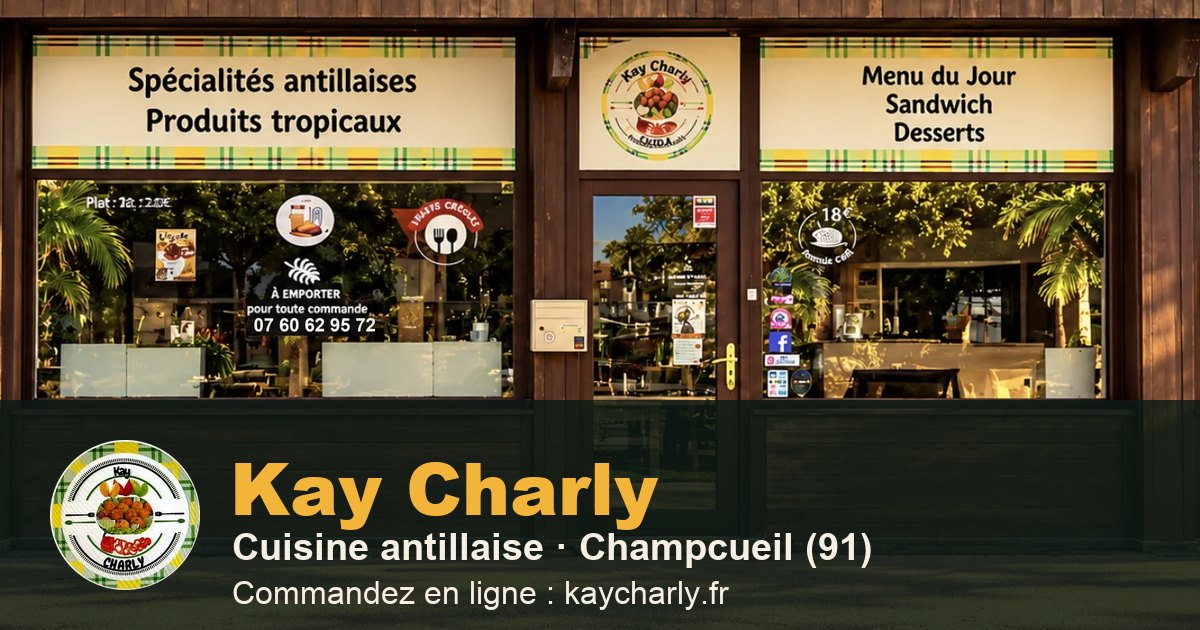 Spécialités antillaises
Produits tropicaux
Kay Charly
Menu du Jour
Sandwich
Desserts
Plat :
18€
À EMPORTER
pour toute commande
07 60 62 95 72
Kay
CHARLY
Kay Charly
Cuisine antillaise · Champcueil (91)
Commandez en ligne : kaycharly.fr